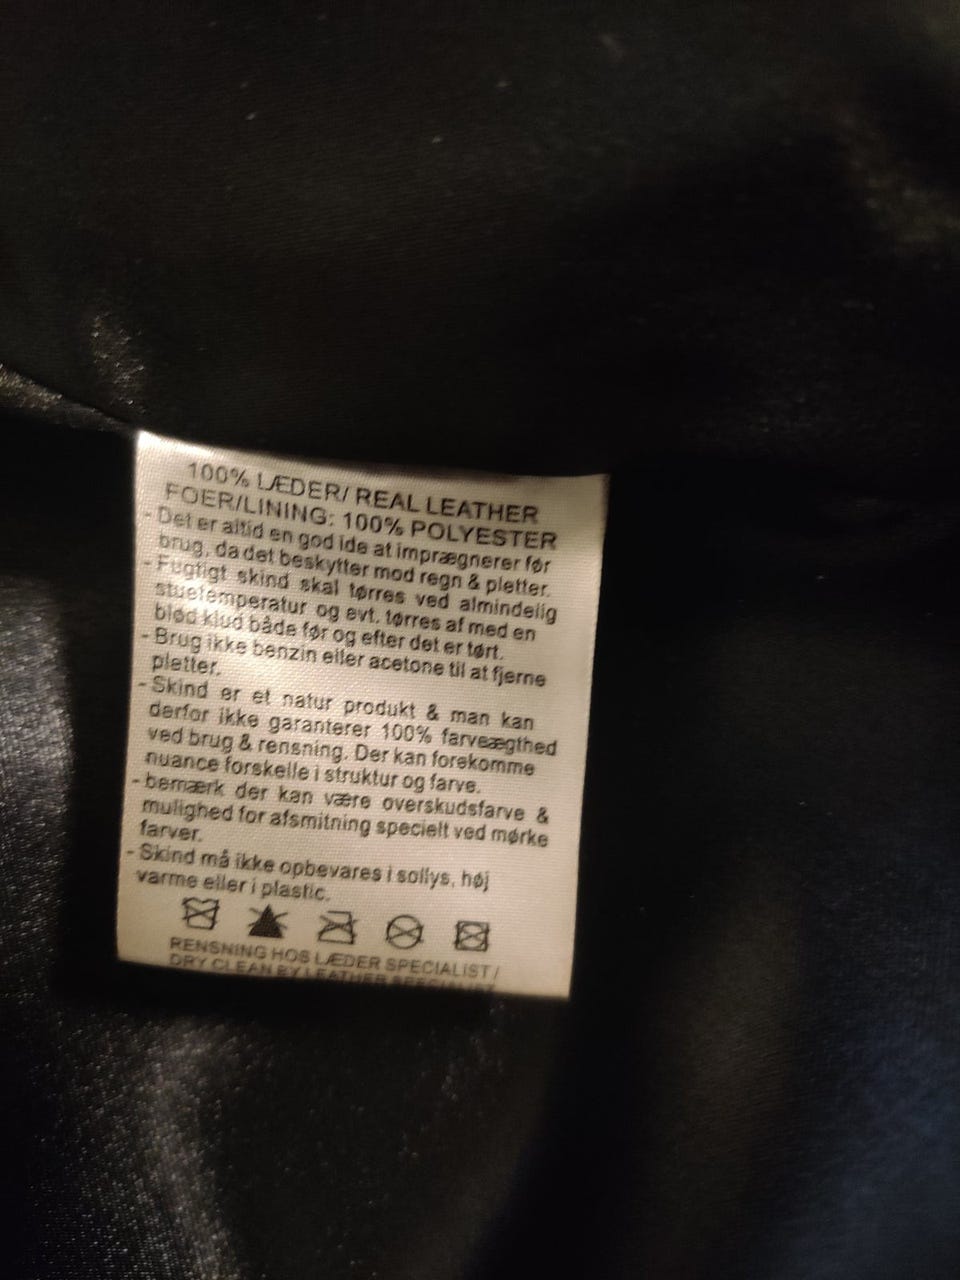 100% LÆDER/ REAL LEATHER
FOER/LINING: 100% POLYESTER
- Det er altid en god ide at imprægnerer før
brug, da det beskytter mod regn & pletter.
- Fugtigt skind skal tørres ved almindelig
stuetemperatur og evt. tørres af med en
blød klud både før og efter det er tørt.
- Brug ikke benzin eller acetone til at fjerne
pletter.
- Skind er et natur produkt & man kan
derfor ikke garanterer 100% farveægthed
ved brug & rensning. Der kan forekomme
nuance forskelle i struktur og farve.
- bemærk der kan være overskudsfarve &
mulighed for afsmitning specielt ved mørke
farver.
- Skind må ikke opbevares i sollys, høj
varme eller i plastic.
RENSNING HOS LÆDER SPECIALIST /
DRY CLEAN BY LEATHER SPECIALIST